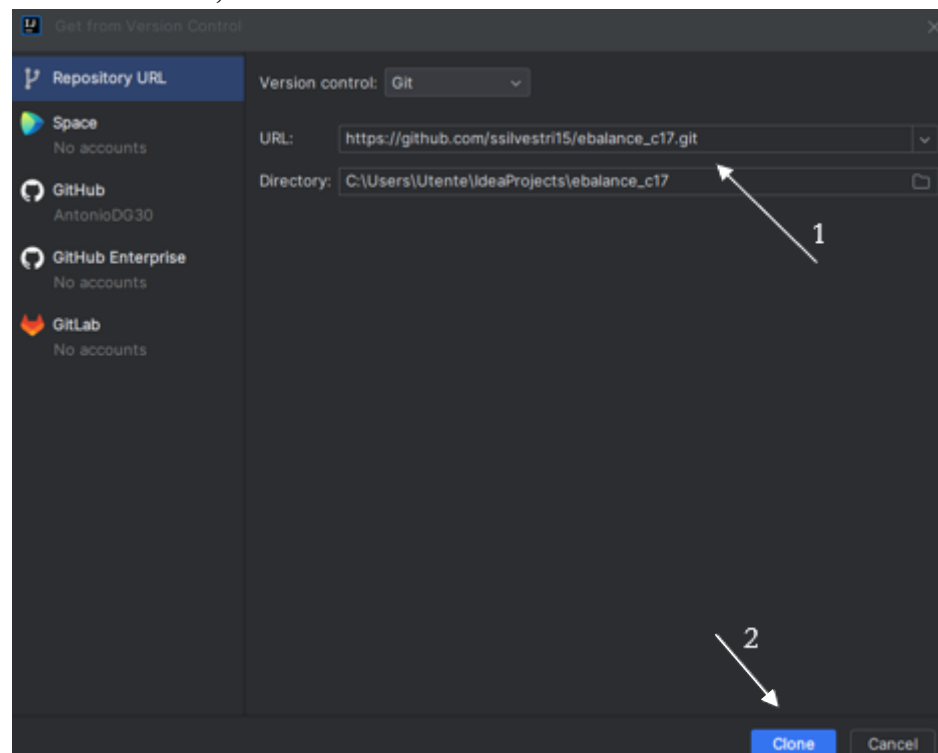 Get from Version Control
Repository URL
Version control: Git
Space
No accounts
URL: https://github.com/ssilvestri15/ebalance_c17.git
Directory: C:\Users\Utente\IdeaProjects\ebalance_c17
GitHub
AntonioDG30
1
GitHub Enterprise
No accounts
GitLab
No accounts
2
Clone Cancel